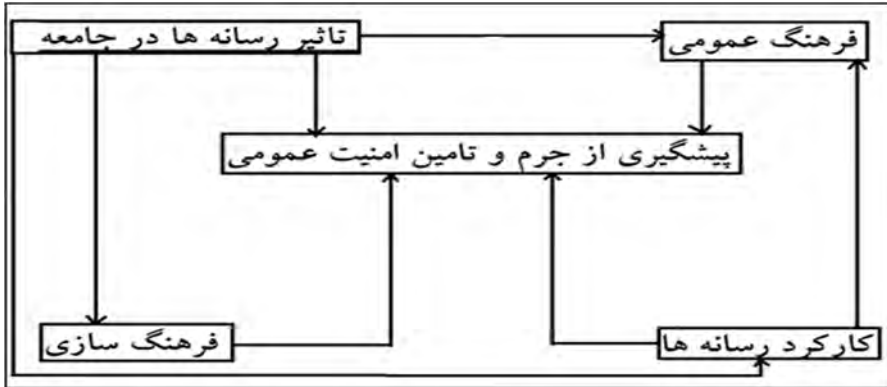 فرهنگ عمومی
تاثیر رسانه ها در جامعه
پیشگیری از جرم و تامین امنیت عمومی
کارکرد رسانه ها
فرهنگ سازی